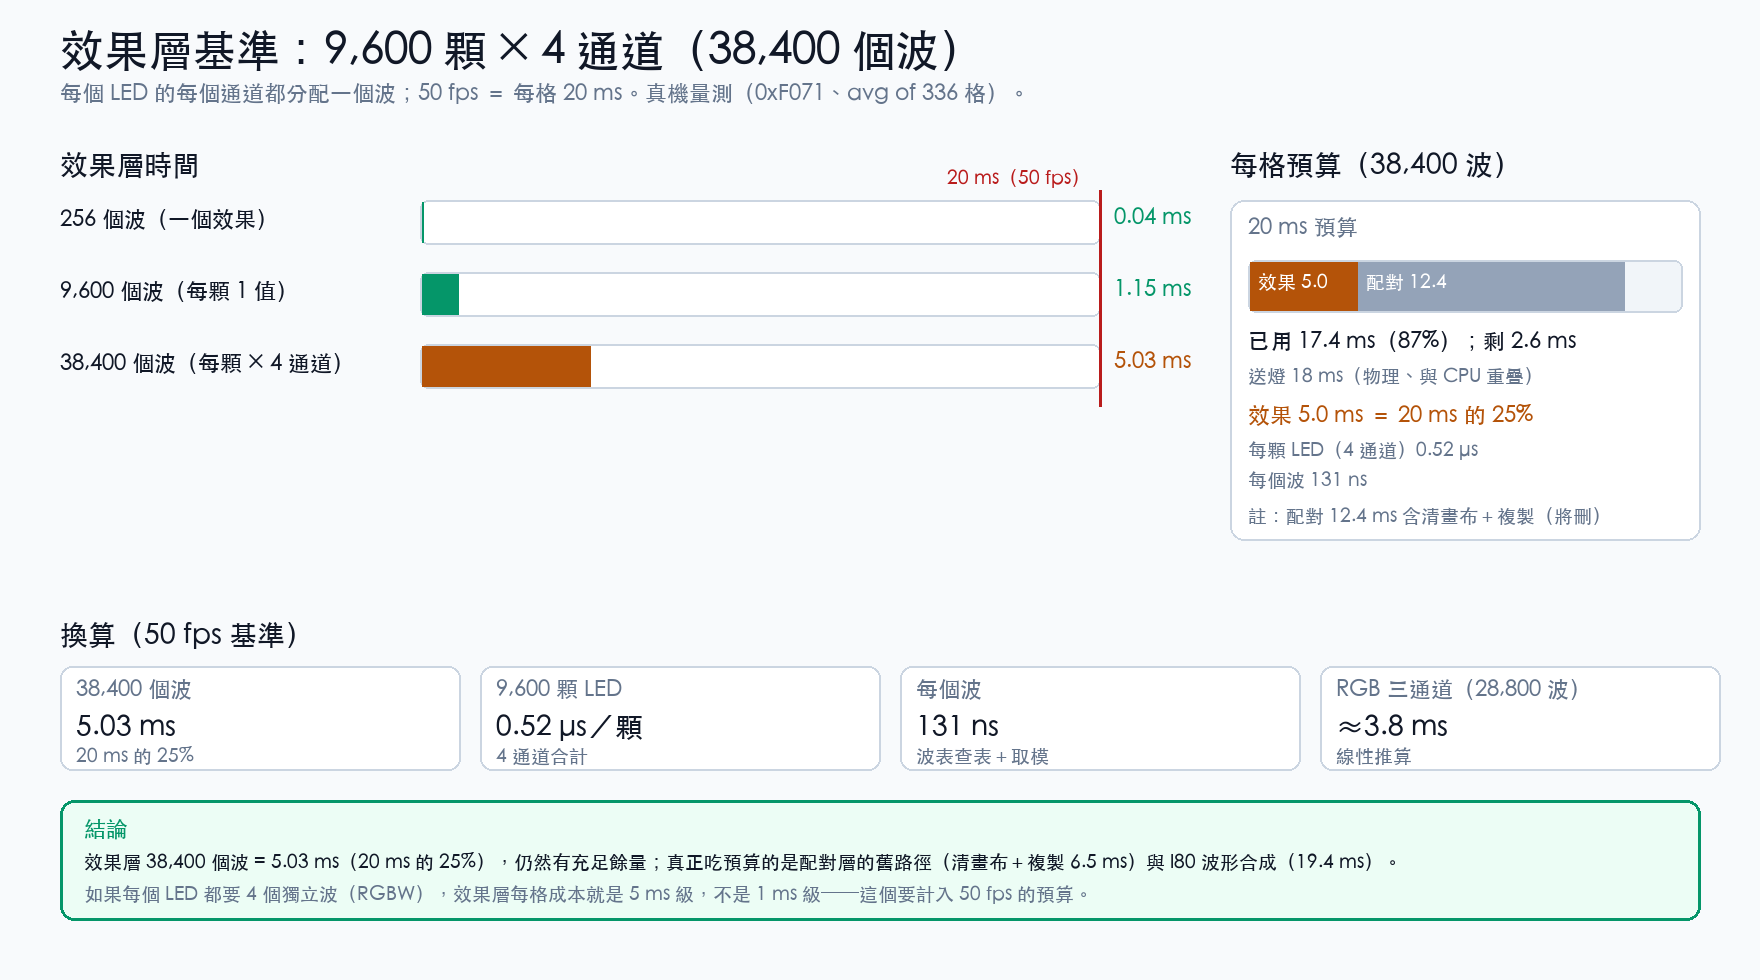 效果層基準：9,600 顆 × 4 通道（38,400 個波）
每個 LED 的每個通道都分配一個波；50 fps ＝ 每格 20 ms。真機量測（0xF071、avg of 336 格）。
效果層時間
20 ms（50 fps）
256 個波（一個效果）
0.04 ms
9,600 個波（每顆 1 值）
1.15 ms
38,400 個波（每顆 × 4 通道）
5.03 ms
每格預算（38,400 波）
20 ms 預算
效果 5.0
配對 12.4
已用 17.4 ms（87%）；剩 2.6 ms
送燈 18 ms（物理、與 CPU 重疊）
效果 5.0 ms ＝ 20 ms 的 25%
每顆 LED（4 通道）0.52 µs
每個波 131 ns
註：配對 12.4 ms 含清畫布＋複製（將刪）
換算（50 fps 基準）
38,400 個波
5.03 ms
20 ms 的 25%
9,600 顆 LED
0.52 µs／顆
4 通道合計
每個波
131 ns
波表查表＋取模
RGB 三通道（28,800 波）
≈3.8 ms
線性推算
結論
效果層 38,400 個波 = 5.03 ms（20 ms 的 25%），仍然有充足餘量；真正吃預算的是配對層的舊路徑（清畫布＋複製 6.5 ms）與 I80 波形合成（19.4 ms）。
如果每個 LED 都要 4 個獨立波（RGBW），效果層每格成本就是 5 ms 級，不是 1 ms 級——這個要計入 50 fps 的預算。